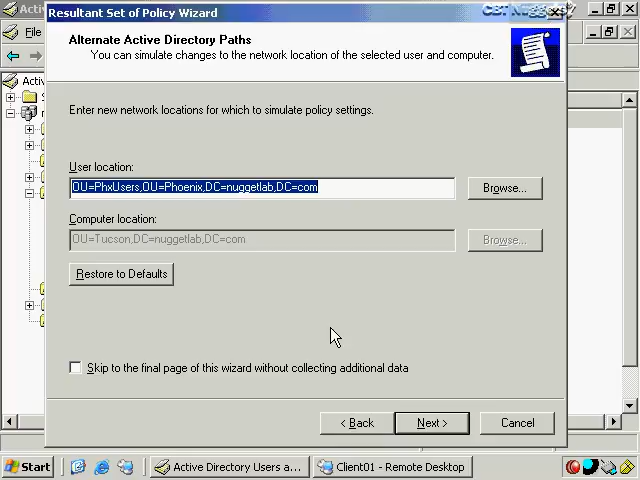 Resultant Set of Policy Wizard
CBT Nuggets
Activ
File
Alternate Active Directory Paths
You can simulate changes to the network location of the selected user and computer.
Activ
S
Enter new network locations for which to simulate policy settings.
User location:
OU=PhxUsers,OU=Phoenix,DC=nuggetlab,DC=com
Browse...
Computer location:
OU=Tucson,DC=nuggetlab,DC=com
Browse...
Restore to Defaults
Skip to the final page of this wizard without collecting additional data
< Back
Next >
Cancel
Start
Active Directory Users a...
Client01 - Remote Desktop